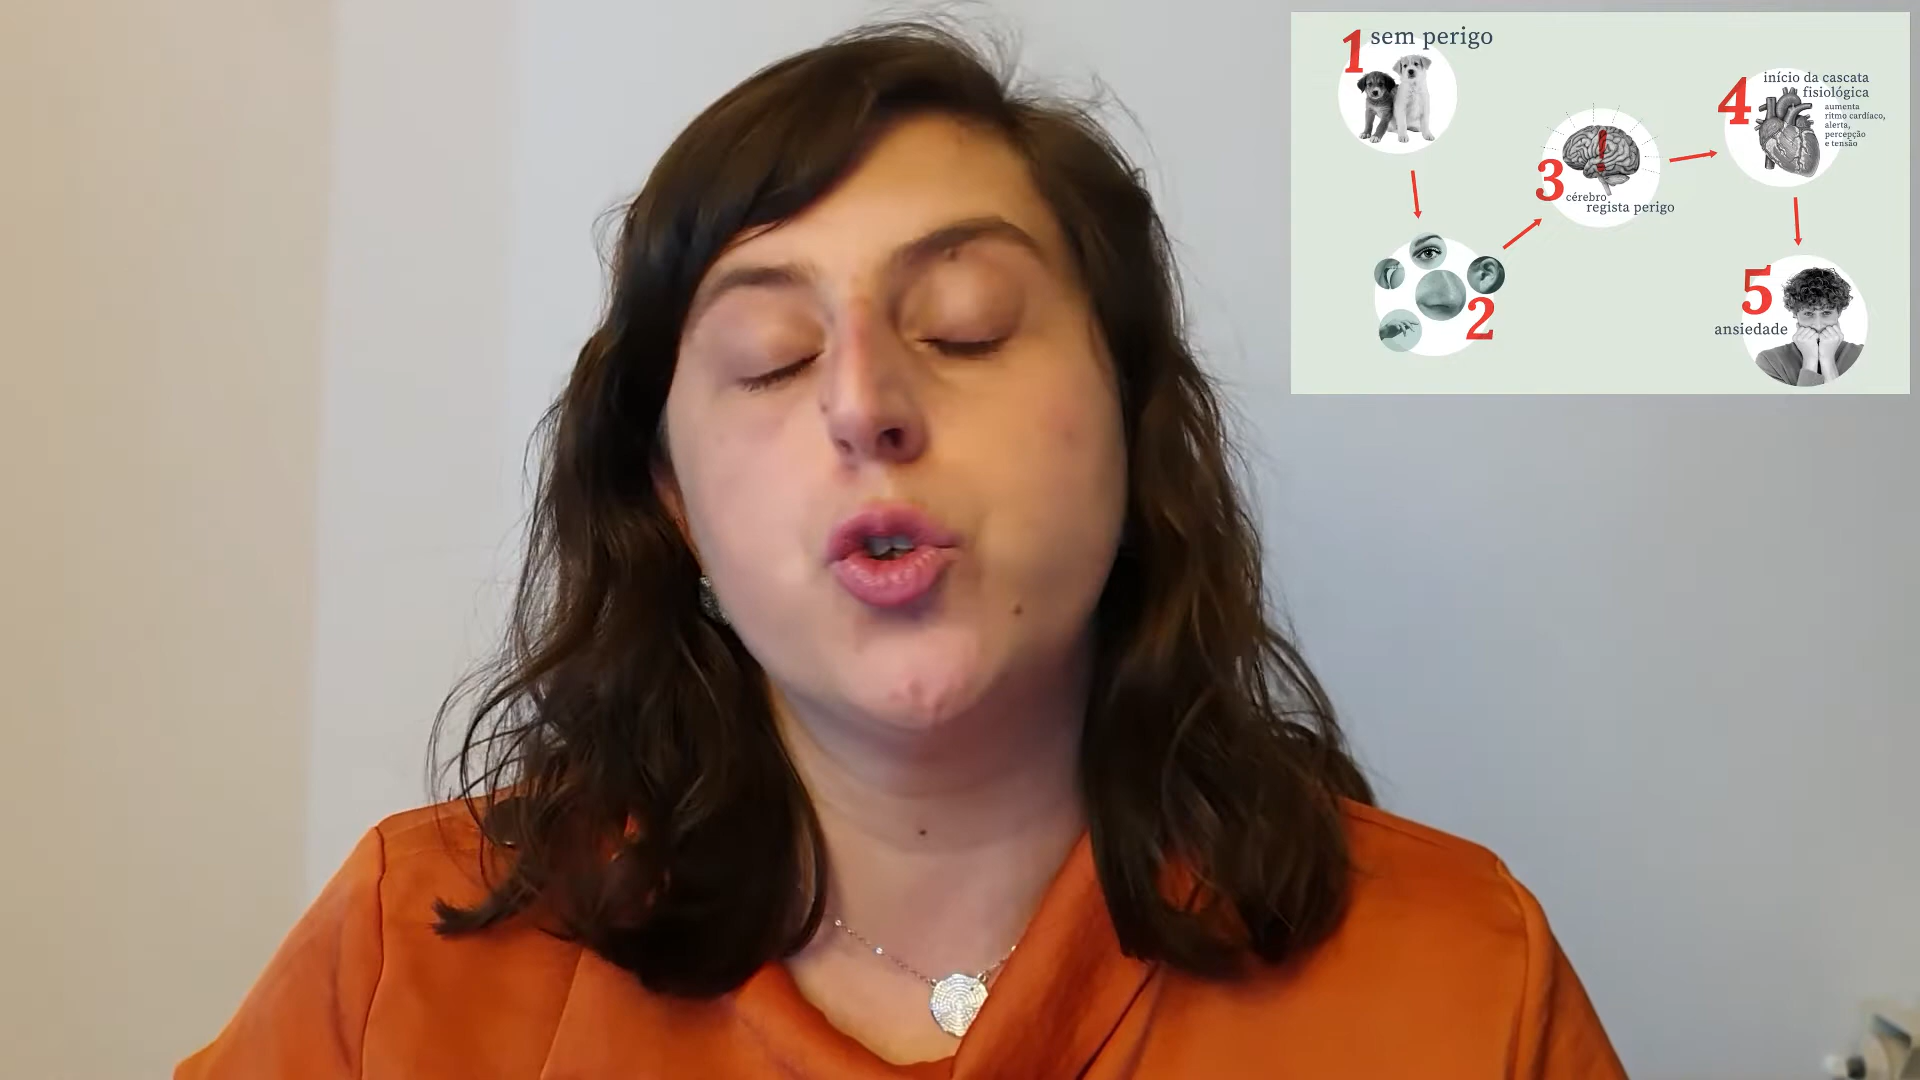 1 sem perigo
2
3
cérebro
regista perigo
4
início da cascata
fisiológica
aumenta
ritmo cardíaco,
alerta,
percepção
e tensão
5
ansiedade